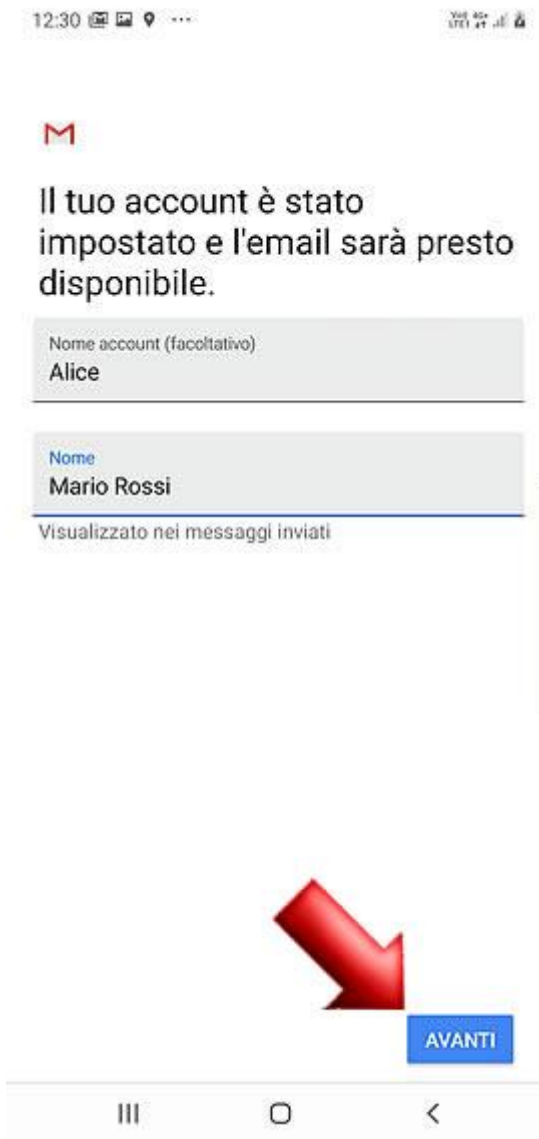 12:30
Il tuo account è stato
impostato e l'email sarà presto
disponibile.
Nome account (facoltativo)
Alice
Nome
Mario Rossi
Visualizzato nei messaggi inviati
AVANTI